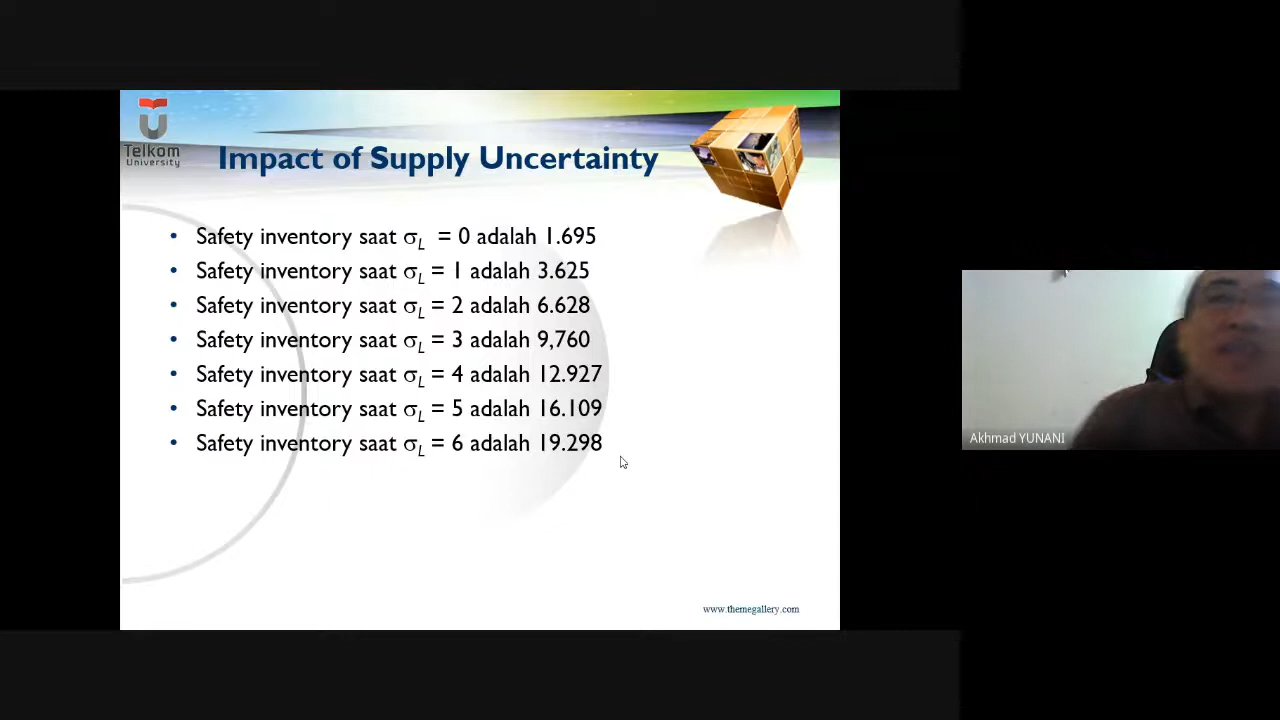 Telkom
University
Impact of Supply Uncertainty
• Safety inventory saat σL = 0 adalah 1.695
• Safety inventory saat σL = 1 adalah 3.625
• Safety inventory saat σL = 2 adalah 6.628
• Safety inventory saat σL = 3 adalah 9,760
• Safety inventory saat σL = 4 adalah 12.927
• Safety inventory saat σL = 5 adalah 16.109
• Safety inventory saat σL = 6 adalah 19.298
www.themegallery.com
Akhmad YUNANI